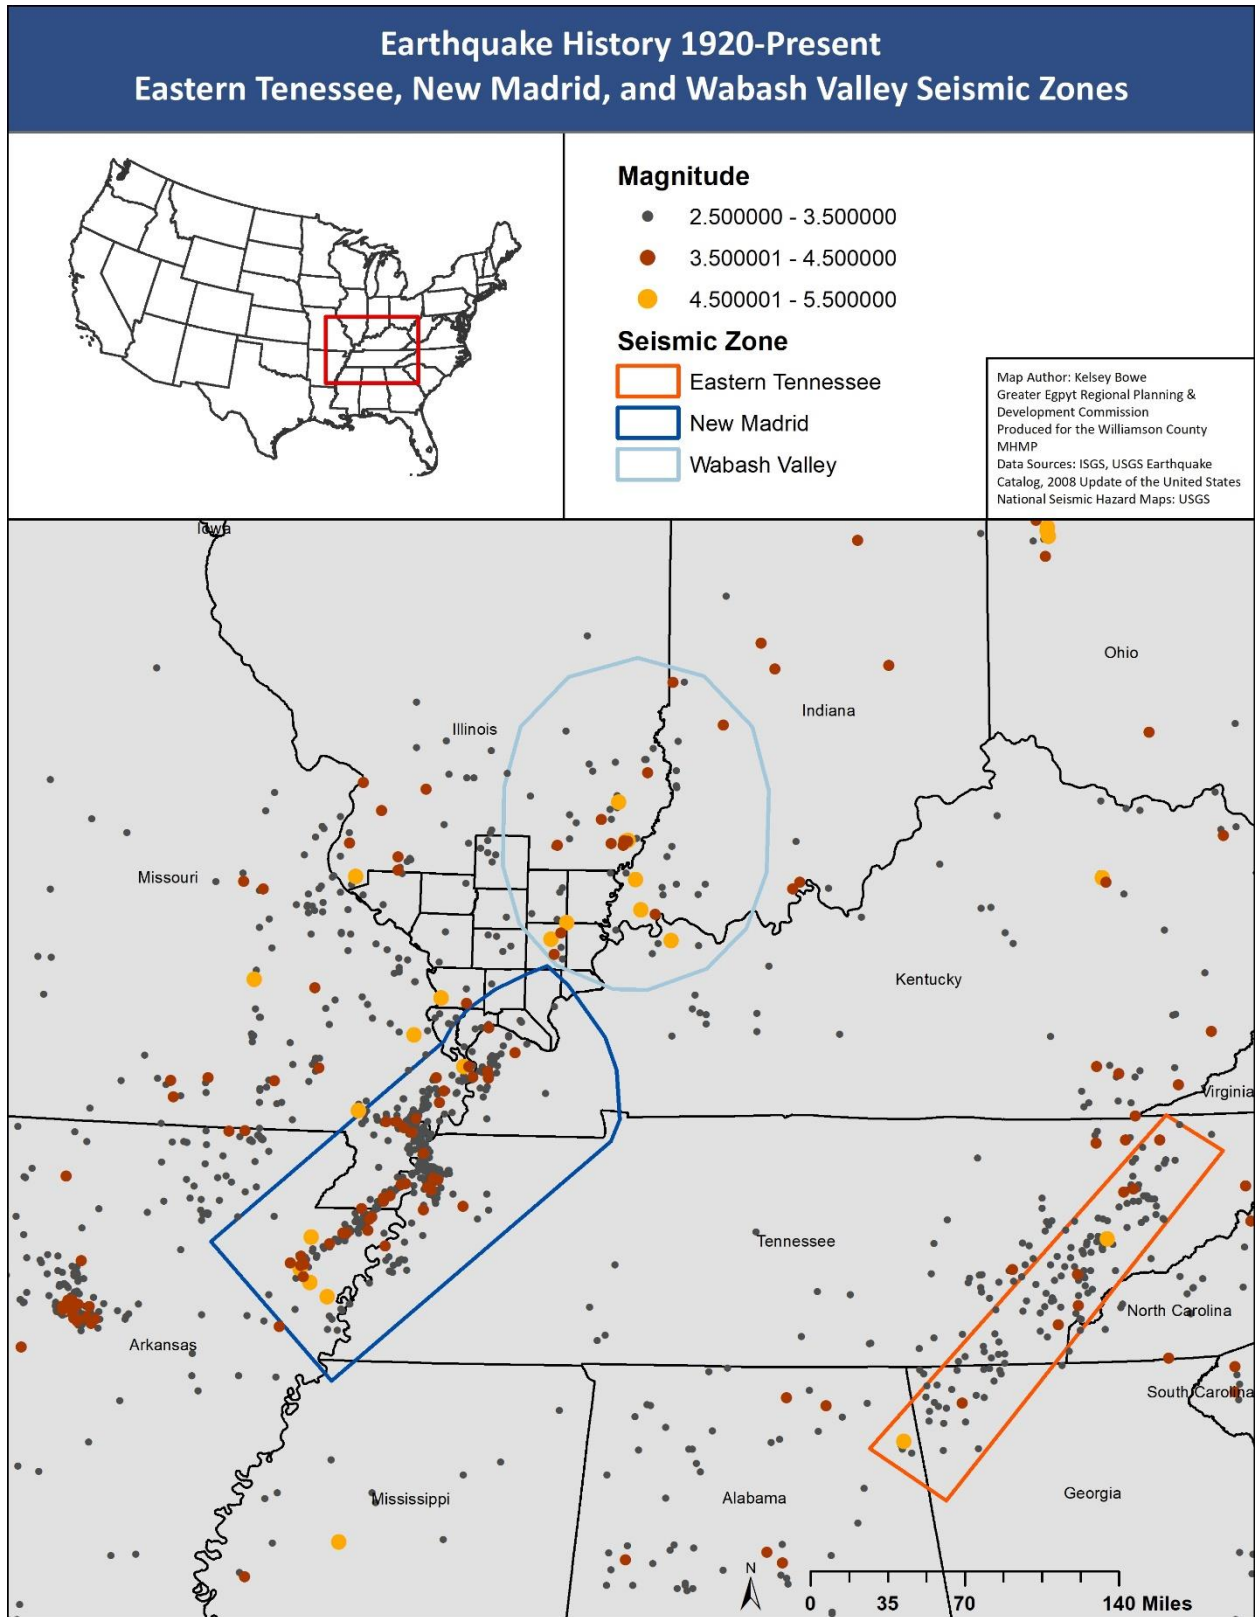 Earthquake History 1920-Present
Eastern Tenessee, New Madrid, and Wabash Valley Seismic Zones
Magnitude
2.500000 - 3.500000
3.500001 - 4.500000
4.500001 - 5.500000
Seismic Zone
Eastern Tennessee
New Madrid
Wabash Valley
Map Author: Kelsey Bowe
Greater Egpyt Regional Planning &
Development Commission
Produced for the Williamson County
MHMP
Data Sources: ISGS, USGS Earthquake
Catalog, 2008 Update of the United States
National Seismic Hazard Maps: USGS
Iowa
Ohio
Indiana
Illinois
Missouri
Kentucky
Virginia
Tennessee
North Carolina
Arkansas
South Carolina
Mississippi
Alabama
Georgia
N
0 35 70 140 Miles